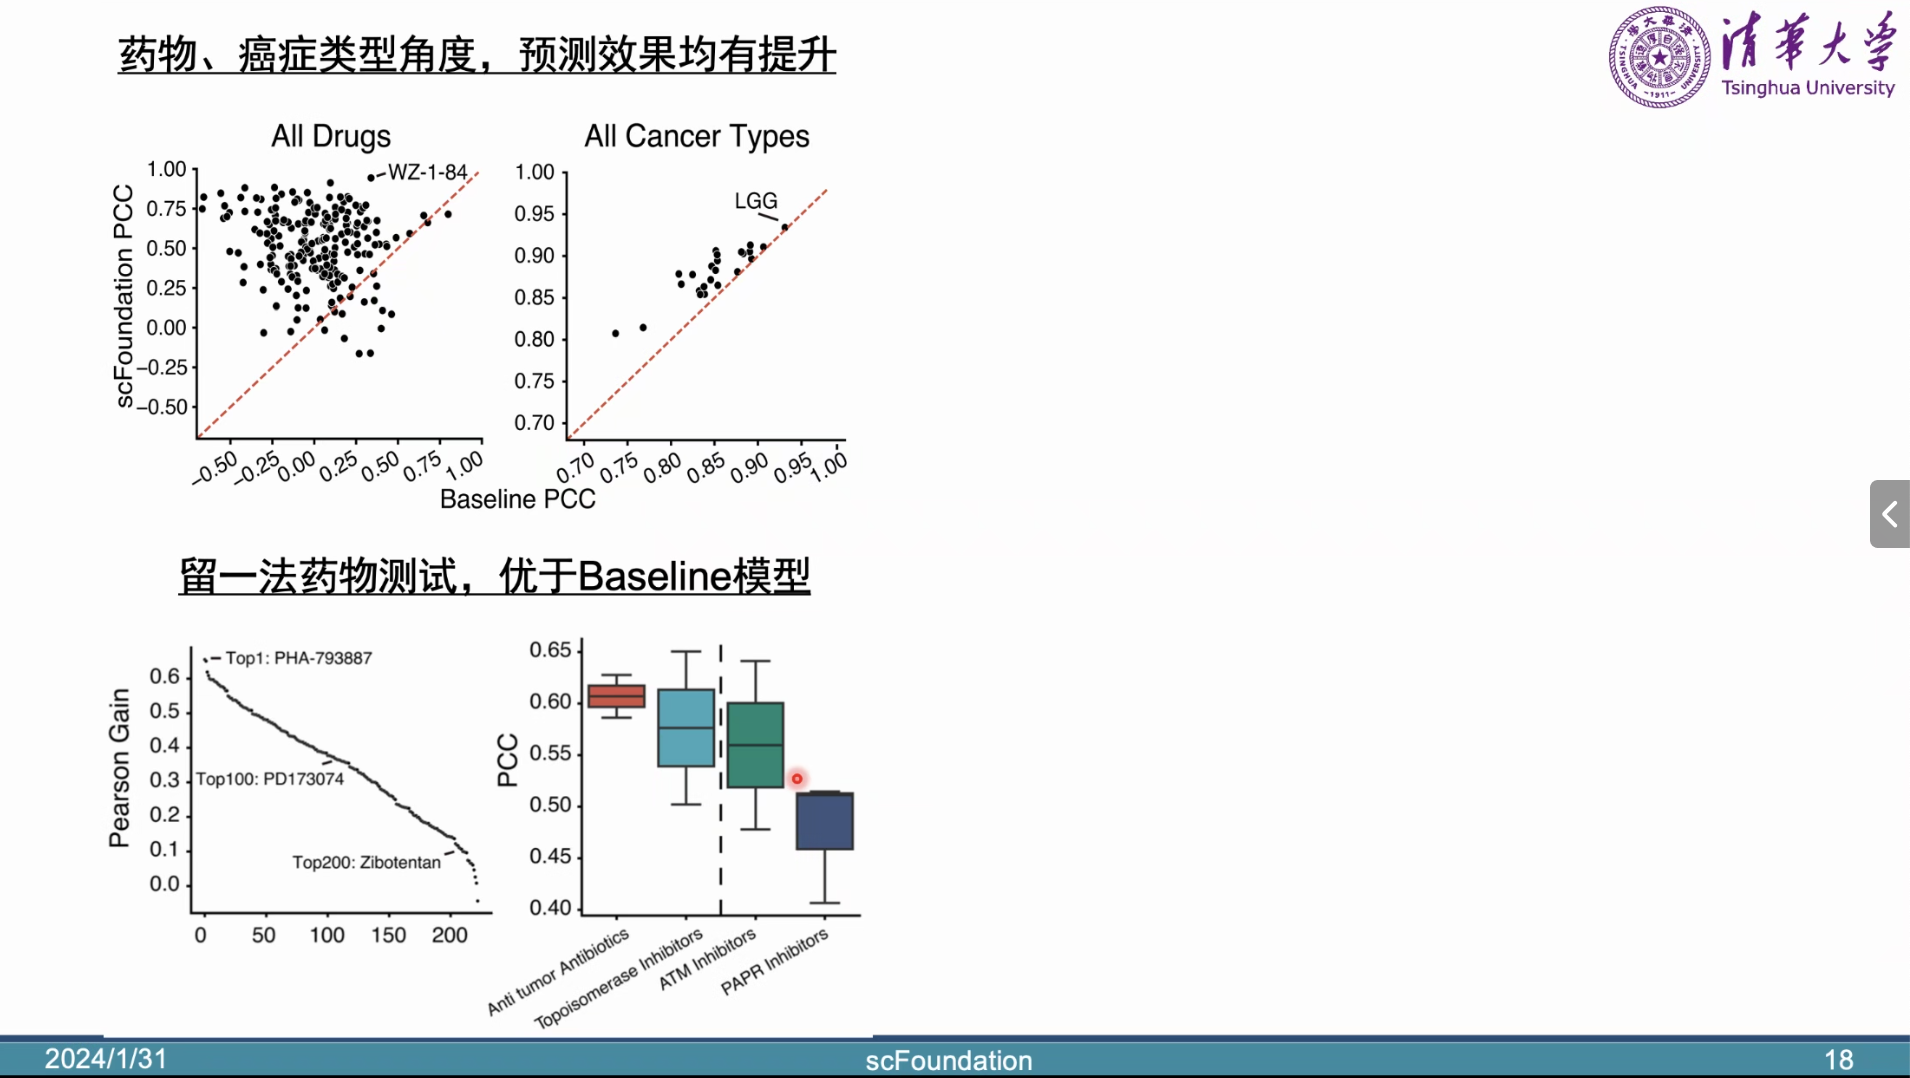 药物、癌症类型角度，预测效果均有提升
清华大学
Tsinghua University
TSINGHUA UNIVERSITY
-1911-
All Drugs
WZ-1-84
scFoundation PCC
1.00
0.75
0.50
0.25
0.00
−0.25
−0.50
−0.50
−0.25
0.00
0.25
0.50
0.75
1.00
All Cancer Types
LGG
1.00
0.95
0.90
0.85
0.80
0.75
0.70
0.70
0.75
0.80
0.85
0.90
0.95
1.00
Baseline PCC
留一法药物测试，优于Baseline模型
Pearson Gain
0.6
0.5
0.4
0.3
0.2
0.1
0.0
Top1: PHA-793887
Top100: PD173074
Top200: Zibotentan
0
50
100
150
200
PCC
0.65
0.60
0.55
0.50
0.45
0.40
Anti tumor Antibiotics
Topoisomerase Inhibitors
ATM Inhibitors
PAPR Inhibitors
2024/1/31
scFoundation
18